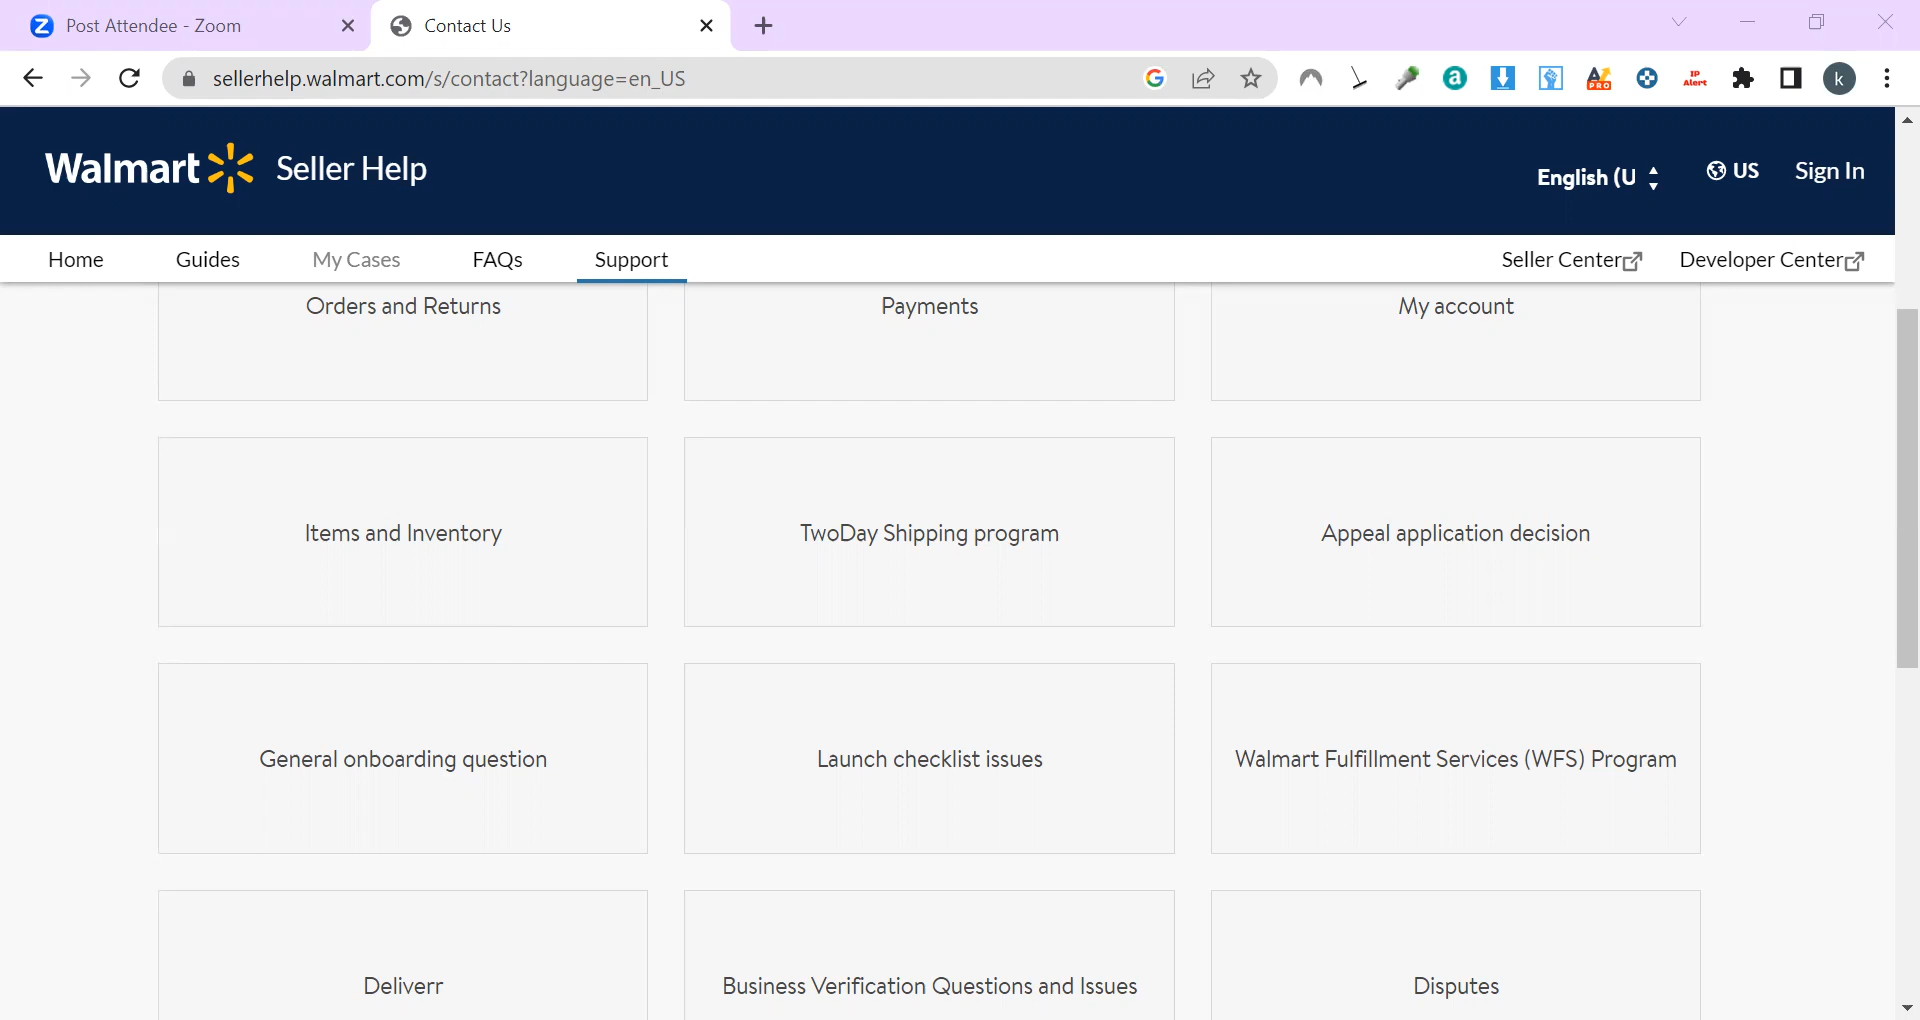 Post Attendee - Zoom
Contact Us
sellerhelp.walmart.com/s/contact?language=en_US
IP
Alert
PRO
a
k
Walmart Seller Help
English (U
US
Sign In
Home
Guides
My Cases
FAQs
Support
Seller Center
Developer Center
Orders and Returns
Payments
My account
Items and Inventory
TwoDay Shipping program
Appeal application decision
General onboarding question
Launch checklist issues
Walmart Fulfillment Services (WFS) Program
Deliverr
Business Verification Questions and Issues
Disputes